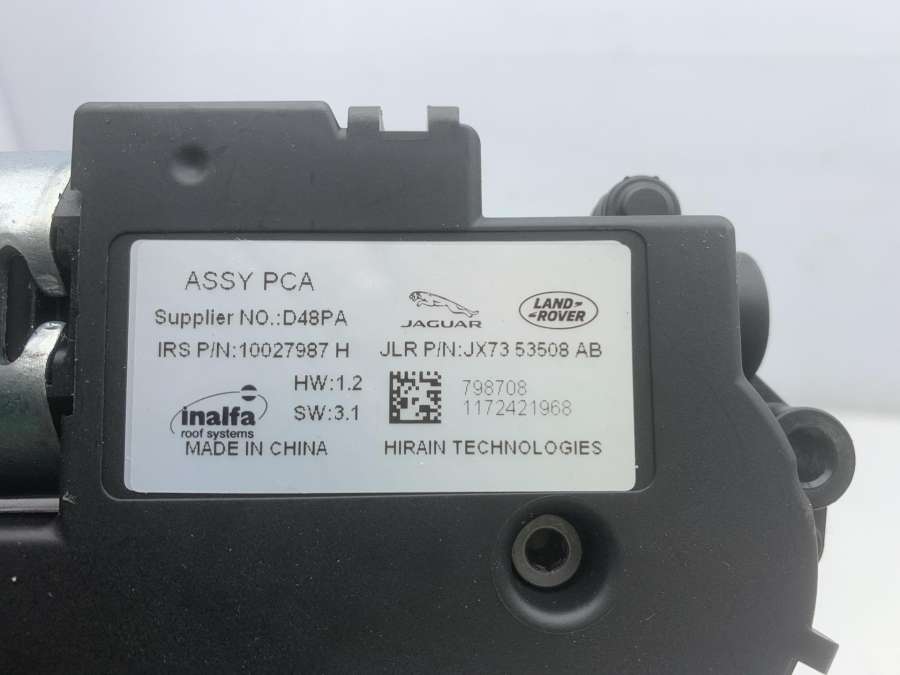 ASSY PCA
Supplier NO.:D48PA
JAGUAR
LAND-
ROVER
IRS P/N:10027987 H
JLR P/N:JX73 53508 AB
HW:1.2
798708
inalfa
roof systems
SW:3.1
1172421968
MADE IN CHINA
HIRAIN TECHNOLOGIES